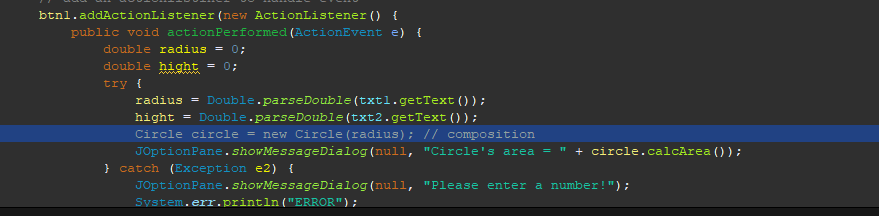 btn1.addActionListener(new ActionListener() {
public void actionPerformed(ActionEvent e) {
double radius = 0;
double hight = 0;
try {
radius = Double.parseDouble(txt1.getText());
hight = Double.parseDouble(txt2.getText());
Circle circle = new Circle(radius); // composition
JOptionPane.showMessageDialog(null, "Circle's area = " + circle.calcArea());
} catch (Exception e2) {
JOptionPane.showMessageDialog(null, "Please enter a number!");
System.err.println("ERROR");